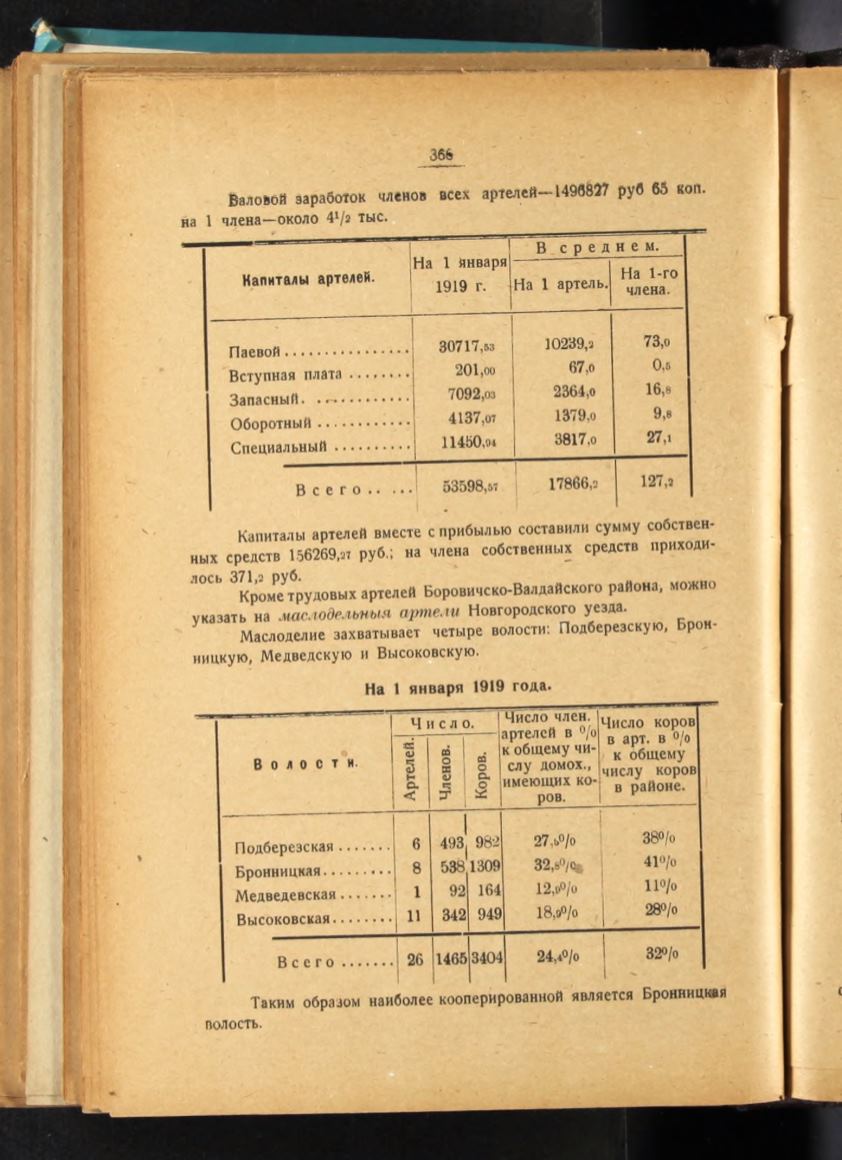 366
Валовой заработок членов всех артелей—1496827 руб 65 коп.
на 1 члена—около 4¹/₂ тыс.
Капиталы артелей. На 1 января 1919 г. В среднем.
На 1 артель. На 1-го члена.
Паевой................ 30717,53 10239,2 73,0
Вступная плата ........ 201,00 67,0 0,5
Запасный. ............ 7092,03 2364,0 16,8
Оборотный ............ 4137,07 1379,0 9,8
Специальный .......... 11450,94 3817,0 27,1
Всего.. ... 53598,57 17866,2 127,2
Капиталы артелей вместе с прибылью составили сумму собствен-
ных средств 156269,27 руб.; на члена собственных средств приходи-
лось 371,2 руб.
Кроме трудовых артелей Боровичско-Валдайского района, можно
указать на маслодельныя артели Новгородского уезда.
Маслоделие захватывает четыре волости: Подберезскую, Брон-
ницкую, Медведскую и Высоковскую.
На 1 января 1919 года.
Волости. Число. Артелей. Членов. Коров.
Число член.
артелей в %
к общему чи-
слу домох.,
имеющих ко-
ров.
Число коров
в арт. в %
к общему
числу коров
в районе.
Подберезская ....... 6 493 982 38%
Бронницкая......... 8 538 1309 32,8% 41%
Медведевская ....... 1 92 164 11%
Высоковская........ 11 342 949 28%
Всего ....... 26 1465 3404 24,4% 32%
Таким образом наиболее кооперированной является Бронницкая
волость.